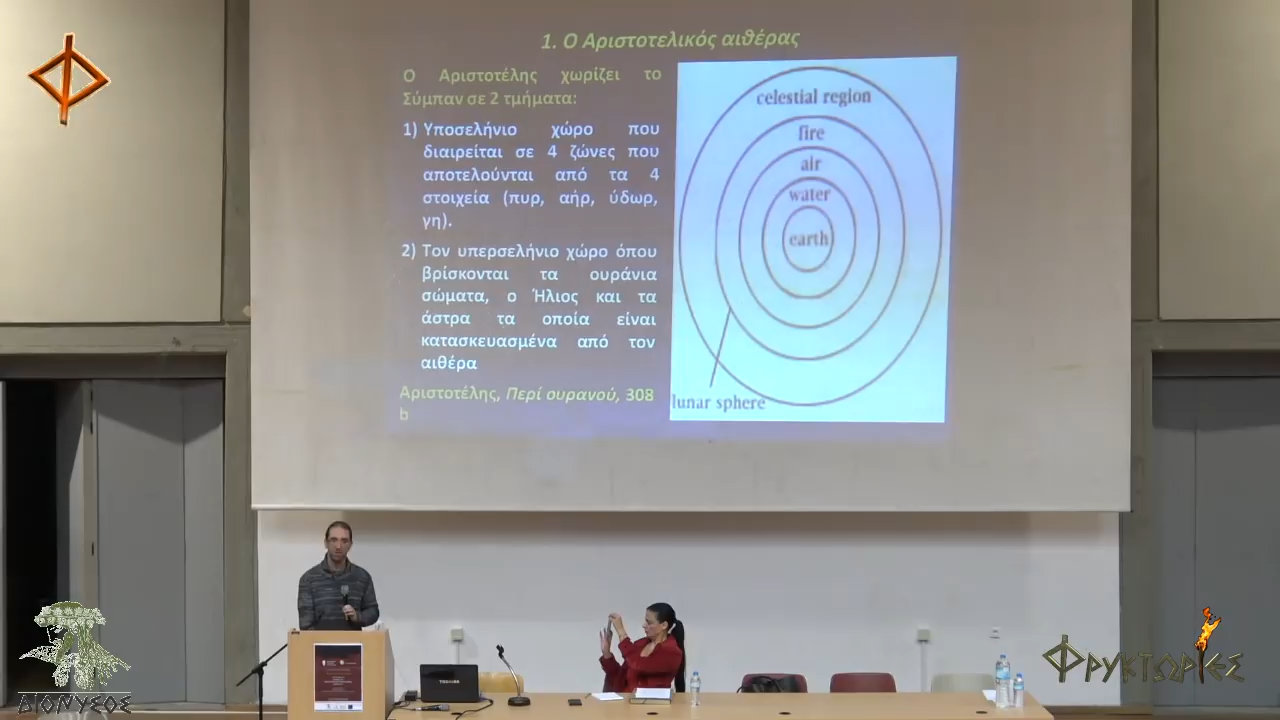 1. Ο Αριστοτελικός αιθέρας
Ο Αριστοτέλης χωρίζει το
Σύμπαν σε 2 τμήματα:
1) Υποσελήνιο χώρο που
διαιρείται σε 4 ζώνες που
αποτελούνται από τα 4
στοιχεία (πυρ, αήρ, ύδωρ,
γη).
2) Τον υπερσελήνιο χώρο όπου
βρίσκονται τα ουράνια
σώματα, ο Ήλιος και τα
άστρα τα οποία είναι
κατασκευασμένα από τον
αιθέρα
Αριστοτέλης, Περί ουρανού, 308
b
celestial region
fire
air
water
earth
lunar sphere
TOSHIBA
ΔΙΟΝΥΣΟΣ
ΦΡΥΚΤΩΡΙΕΣ